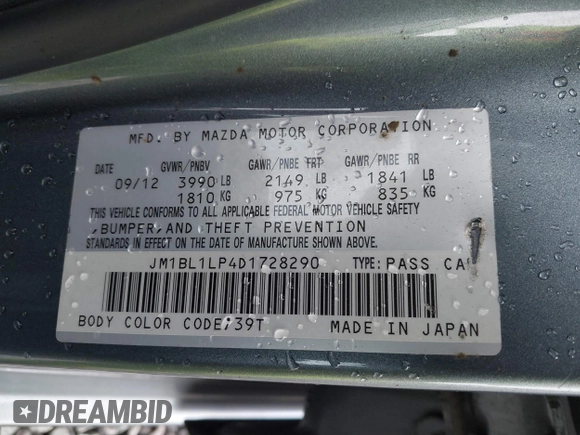 MFD. BY MAZDA MOTOR CORPORATION
GVWR/PNBV GAWR/PNBE FRT GAWR/PNBE RR
09/12 3990 LB 2149 LB 1841 LB
1810 KG 975 KG 835 KG
THIS VEHICLE CONFORMS TO ALL APPLICABLE FEDERAL MOTOR VEHICLE SAFETY
,BUMPER,AND THEFT PREVENTION
STANDARDS IN EFFECT ON THE DATE OF MANUFACTURE SHOWN ABOVE.
JM1BL1LP4D1728290 TYPE: PASS CAR
BODY COLOR CODE:39T MADE IN JAPAN
DREAMBID